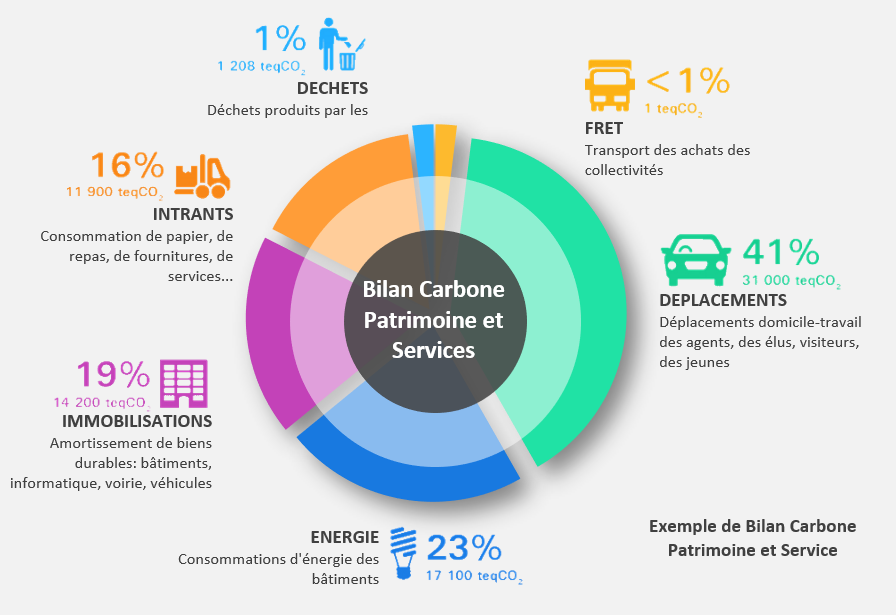 1%
1 208 teqCO2
DECHETS
Déchets produits par les
< 1%
1 teqCO2
FRET
Transport des achats des
collectivités
16%
11 900 teqCO2
INTRANTS
Consommation de papier, de
repas, de fournitures, de
services...
41%
31 000 teqCO2
DEPLACEMENTS
Déplacements domicile-travail
des agents, des élus, visiteurs,
des jeunes
Bilan Carbone
Patrimoine et
Services
19%
14 200 teqCO2
IMMOBILISATIONS
Amortissement de biens
durables: bâtiments,
informatique, voirie, véhicules
ENERGIE
Consommations d'énergie des
bâtiments
23%
17 100 teqCO2
Exemple de Bilan Carbone
Patrimoine et Service